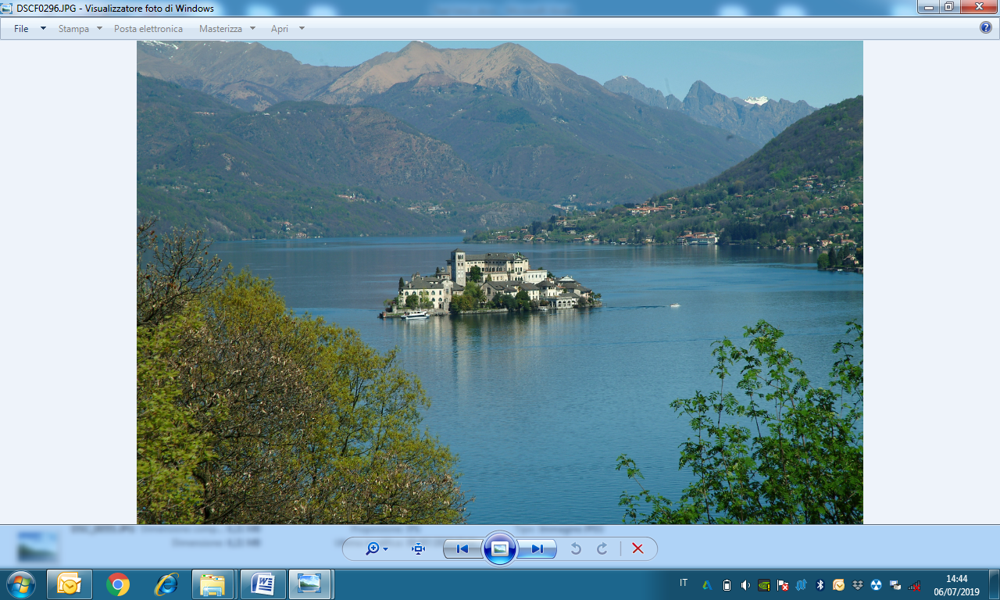 DSCF0296.JPG - Visualizzatore foto di Windows
File Stampa Posta elettronica Masterizza Apri
IT
14:44
06/07/2019